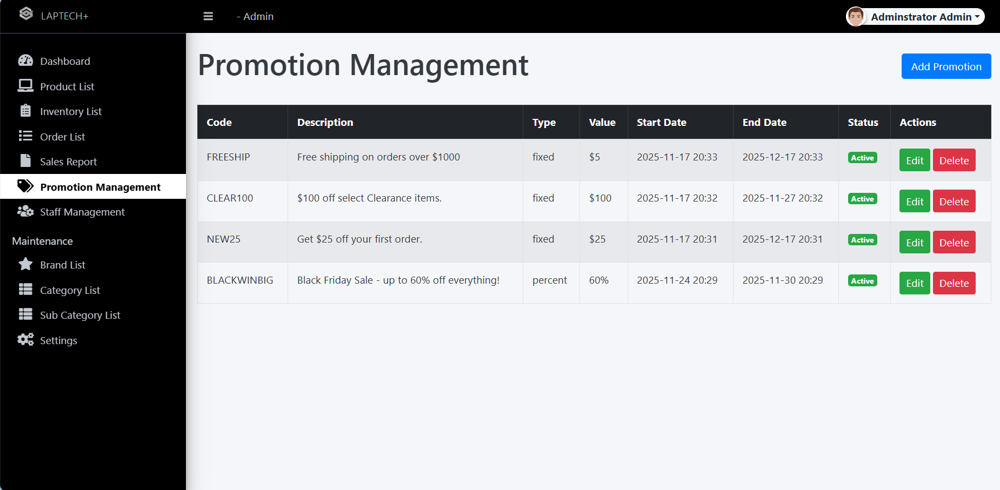 LAPTECH+
- Admin
Adminstrator Admin
Dashboard
Product List
Inventory List
Order List
Sales Report
Promotion Management
Staff Management
Maintenance
Brand List
Category List
Sub Category List
Settings
Promotion Management
Add Promotion
Code Description Type Value Start Date End Date Status Actions
FREESHIP Free shipping on orders over $1000 fixed $5 2025-11-17 20:33 2025-12-17 20:33 Active Edit Delete
CLEAR100 $100 off select Clearance items. fixed $100 2025-11-17 20:32 2025-11-27 20:32 Active Edit Delete
NEW25 Get $25 off your first order. fixed $25 2025-11-17 20:31 2025-12-17 20:31 Active Edit Delete
BLACKWINBIG Black Friday Sale - up to 60% off everything! percent 60% 2025-11-24 20:29 2025-11-30 20:29 Active Edit Delete